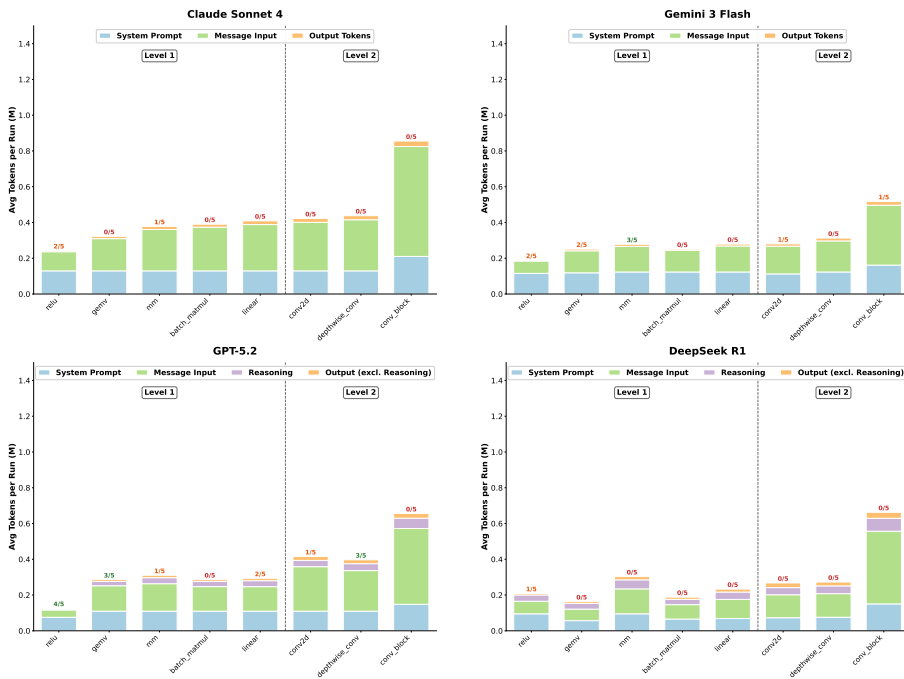 Claude Sonnet 4
System Prompt Message Input Output Tokens
Level 1 Level 2
Avg Tokens per Run (M)
1.4
1.2
1.0
0.8
0.6
0.4
0.2
0.0
2/5 0/5 1/5 0/5 0/5 0/5 0/5 0/5
relu gemv mm batch_matmul linear conv2d depthwise_conv conv_block
Gemini 3 Flash
System Prompt Message Input Output Tokens
Level 1 Level 2
Avg Tokens per Run (M)
1.4
1.2
1.0
0.8
0.6
0.4
0.2
0.0
2/5 2/5 3/5 0/5 0/5 1/5 0/5 1/5
relu gemv mm batch_matmul linear conv2d depthwise_conv conv_block
GPT-5.2
System Prompt Message Input Reasoning Output (excl. Reasoning)
Level 1 Level 2
Avg Tokens per Run (M)
1.4
1.2
1.0
0.8
0.6
0.4
0.2
0.0
4/5 3/5 1/5 0/5 2/5 1/5 3/5 0/5
relu gemv mm batch_matmul linear conv2d depthwise_conv conv_block
DeepSeek R1
System Prompt Message Input Reasoning Output (excl. Reasoning)
Level 1 Level 2
Avg Tokens per Run (M)
1.4
1.2
1.0
0.8
0.6
0.4
0.2
0.0
1/5 0/5 0/5 0/5 0/5 0/5 0/5 0/5
relu gemv mm batch_matmul linear conv2d depthwise_conv conv_block